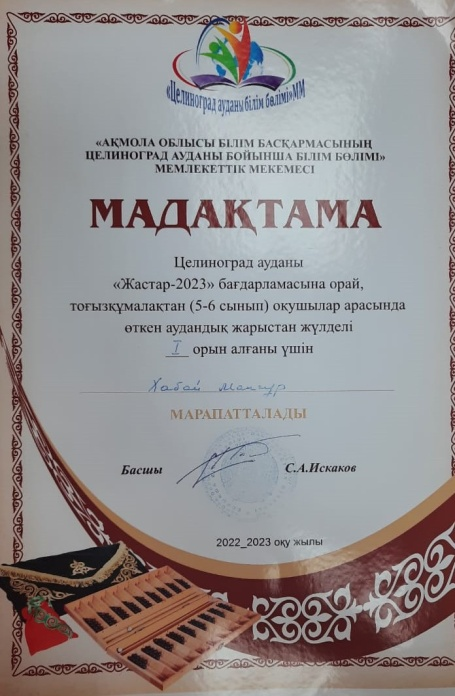 «Целиноград ауданы білім бөлімі»ММ
«АҚМОЛА ОБЛЫСЫ БІЛІМ БАСҚАРМАСЫНЫҢ
ЦЕЛИНОГРАД АУДАНЫ БОЙЫНША БІЛІМ БӨЛІМІ»
МЕМЛЕКЕТТІК МЕКЕМЕСІ
МАДАҚТАМА
Целиноград ауданы
«Жастар-2023» бағдарламасына орай,
тоғызқұмалақтан (5-6 сынып) оқушылар арасында
өткен аудандық жарыстан жүлделі
I орын алғаны үшін
Хабай Мансур
МАРАПАТТАЛАДЫ
Басшы С.А.Искаков
2022_2023 оқу жылы